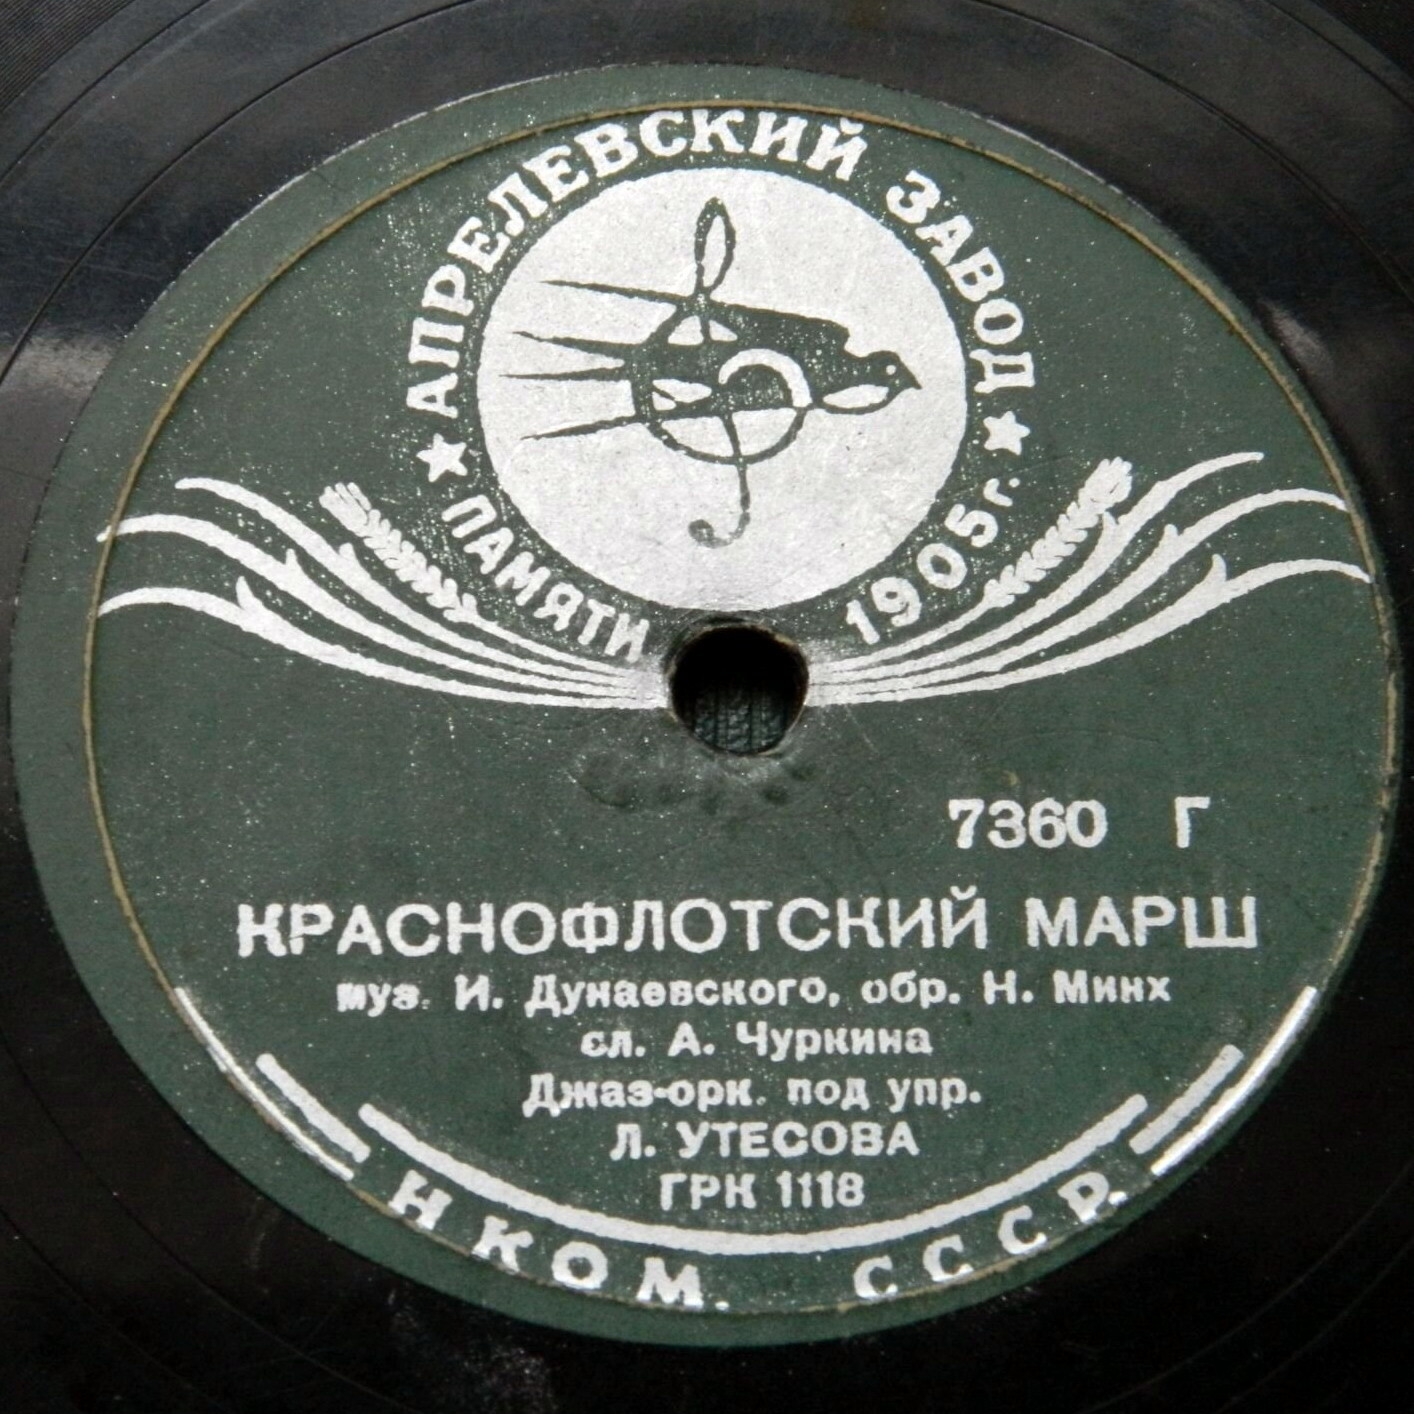 АПРЕЛЕВСКИЙ ЗАВОД
ПАМЯТИ 1905 г.
7360 Г
КРАСНОФЛОТСКИЙ МАРШ
муз. И. Дунаевского, обр. Н. Минх
сл. А. Чуркина
Джаз-орк. под упр.
Л. УТЕСОВА
ГРК 1118
НКОМ. СССР.